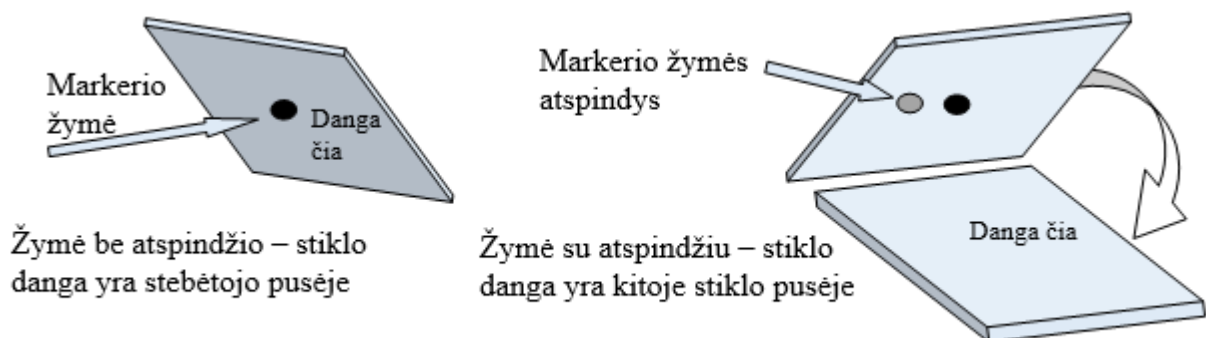 Markerio
žymė
Danga
čia
Žymė be atspindžio – stiklo
danga yra stebėtojo pusėje
Markerio žymės
atspindys
Danga čia
Žymė su atspindžiu – stiklo
danga yra kitoje stiklo pusėje